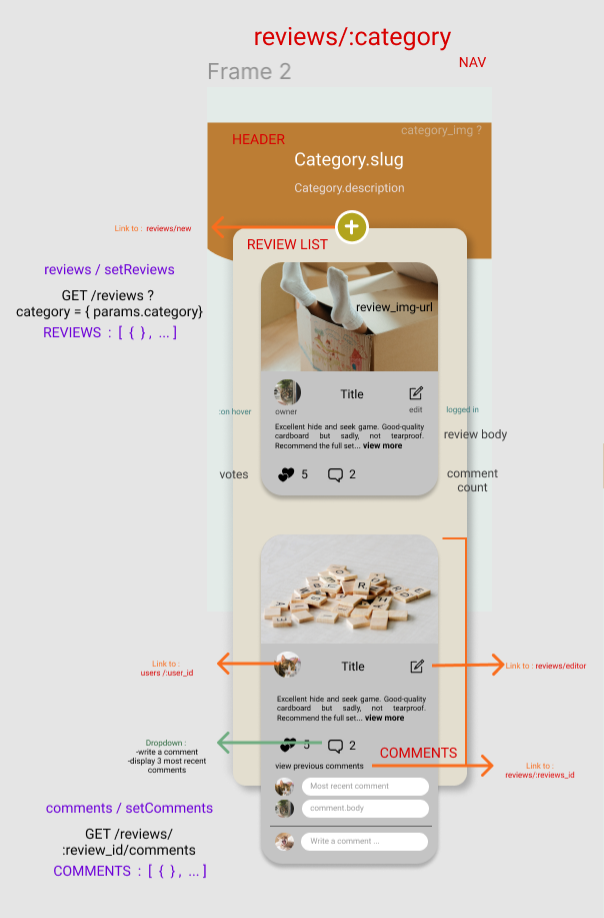 reviews/:category
NAV
Frame 2
category_img ?
HEADER
Category.slug
Category.description
Link to : reviews/new
REVIEW LIST
reviews / setReviews
GET /reviews ?
category = { params.category}
REVIEWS : [ { } , ... ]
review_img-url
Title
:on hover
owner
edit
logged in
Excellent hide and seek game. Good-quality
cardboard but sadly, not tearproof.
Recommend the full set... view more
review body
votes
5
2
comment
count
Link to :
users /:user_id
Title
Link to : reviews/editor
Excellent hide and seek game. Good-quality
cardboard but sadly, not tearproof.
Recommend the full set... view more
Dropdown :
-write a comment
-display 3 most recent
comments
5
2
COMMENTS
view previous comments
Link to :
reviews/:reviews_id
Most recent comment
comments / setComments
comment.body
GET /reviews/
:review_id/comments
Write a comment ...
COMMENTS : [ { } , ... ]